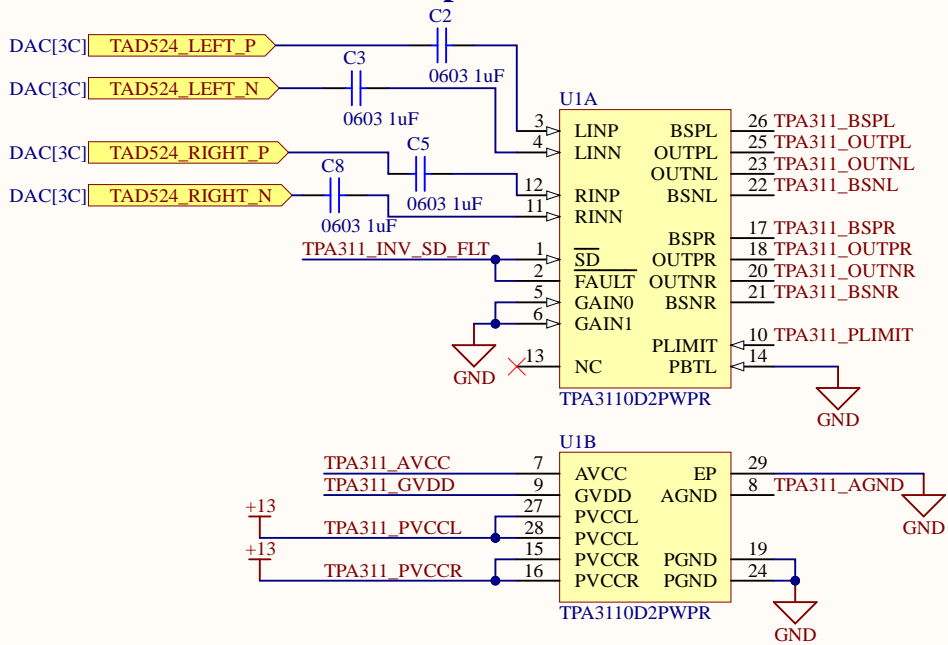 C2
DAC[3C] TAD524_LEFT_P
0603 1uF
C3
DAC[3C] TAD524_LEFT_N
0603 1uF
U1A
3 LINP BSPL 26 TPA311_BSPL
4 LINN OUTPL 25 TPA311_OUTPL
DAC[3C] TAD524_RIGHT_P C5
OUTNL 23 TPA311_OUTNL
C8
DAC[3C] TAD524_RIGHT_N 12 RINP BSNL 22 TPA311_BSNL
0603 1uF
11 RINN
0603 1uF
BSPR 17 TPA311_BSPR
TPA311_INV_SD_FLT 1 SD OUTPR 18 TPA311_OUTPR
2 FAULT OUTNR 20 TPA311_OUTNR
5 GAIN0 BSNR 21 TPA311_BSNR
6 GAIN1
PLIMIT 10 TPA311_PLIMIT
13 NC PBTL 14
GND
TPA3110D2PWPR
GND
U1B
TPA311_AVCC 7 AVCC EP 29
TPA311_GVDD 9 GVDD AGND 8 TPA311_AGND
27 PVCCL
+13
GND
TPA311_PVCCL 28 PVCCL
+13
15 PVCCR PGND 19
TPA311_PVCCR 16 PVCCR PGND 24
TPA3110D2PWPR
GND